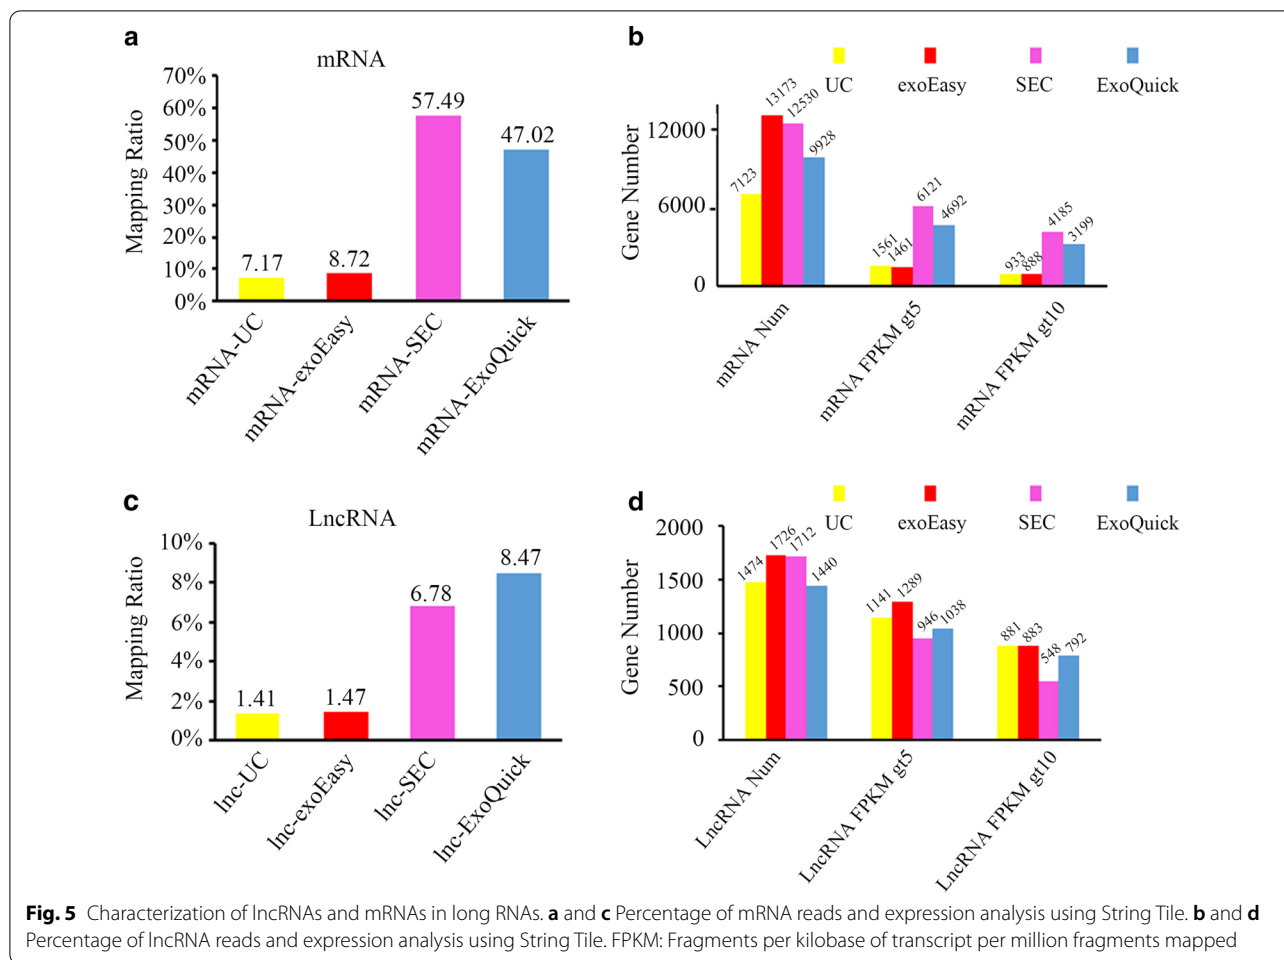 a
mRNA
Mapping Ratio
70%
60%
50%
40%
30%
20%
10%
0%
7.17
8.72
57.49
47.02
mRNA-UC
mRNA-exoEasy
mRNA-SEC
mRNA-ExoQuick
b
UC
exoEasy
SEC
ExoQuick
Gene Number
12000
6000
0
7123
13173
12530
9928
1561
1461
6121
4692
933
888
4185
3199
mRNA Num
mRNA FPKM gt5
mRNA FPKM gt10
c
LncRNA
Mapping Ratio
10%
8%
6%
4%
2%
0%
1.41
1.47
6.78
8.47
lnc-UC
lnc-exoEasy
lnc-SEC
lnc-ExoQuick
d
UC
exoEasy
SEC
ExoQuick
Gene Number
2000
1500
1000
500
0
1474
1726
1712
1440
1141
1289
946
1038
881
883
548
792
LncRNA Num
LncRNA FPKM gt5
LncRNA FPKM gt10
Fig. 5 Characterization of lncRNAs and mRNAs in long RNAs. a and c Percentage of mRNA reads and expression analysis using String Tile. b and d
Percentage of lncRNA reads and expression analysis using String Tile. FPKM: Fragments per kilobase of transcript per million fragments mapped